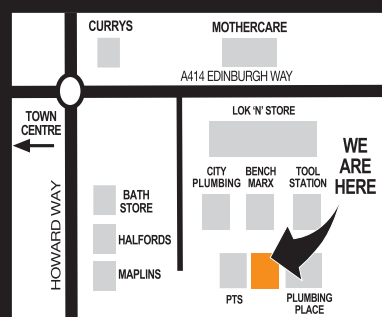 CURRYS
MOTHERCARE
A414 EDINBURGH WAY
TOWN
CENTRE
LOK 'N' STORE
WE
ARE
HERE
CITY
PLUMBING
BENCH
MARX
TOOL
STATION
HOWARD WAY
BATH
STORE
HALFORDS
MAPLINS
PTS
PLUMBING
PLACE